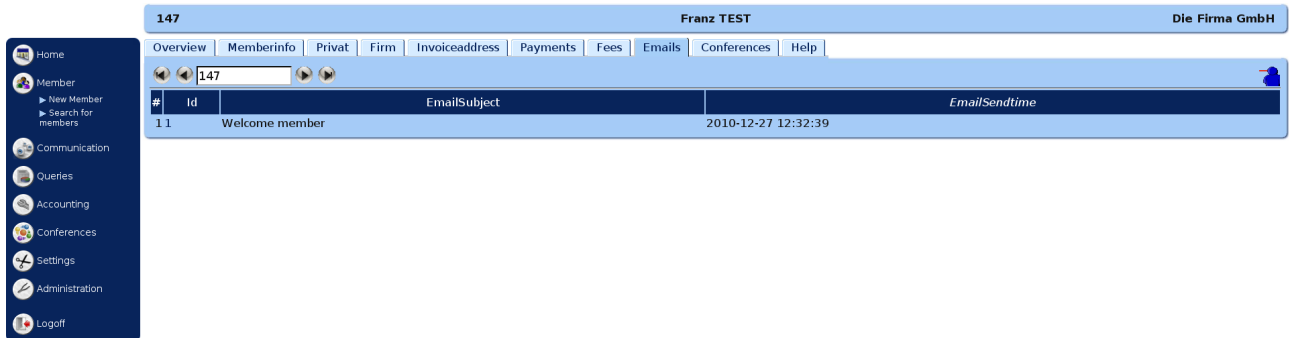 147 Franz TEST Die Firma GmbH
Home
Member
New Member
Search for
members
Communication
Queries
Accounting
Conferences
Settings
Administration
Logoff
Overview Memberinfo Privat Firm Invoiceaddress Payments Fees Emails Conferences Help
147
# Id EmailSubject EmailSendtime
1 1 Welcome member 2010-12-27 12:32:39